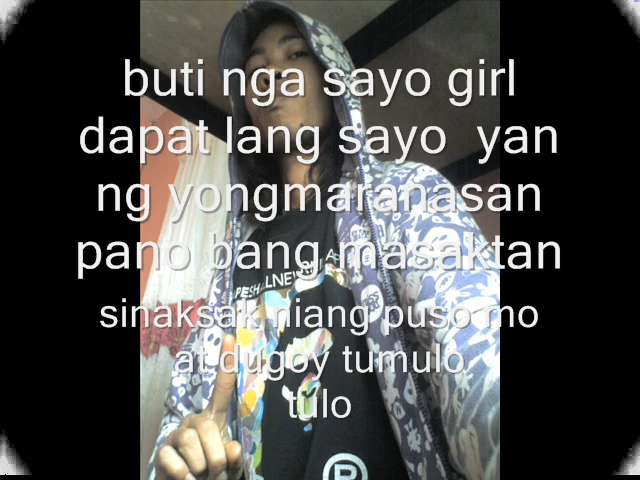 buti nga sayo girl
dapat lang sayo yan
ng yongmaranasan
pano bang masaktan
sinaksak niang puso mo
at dugoy tumulo
tulo